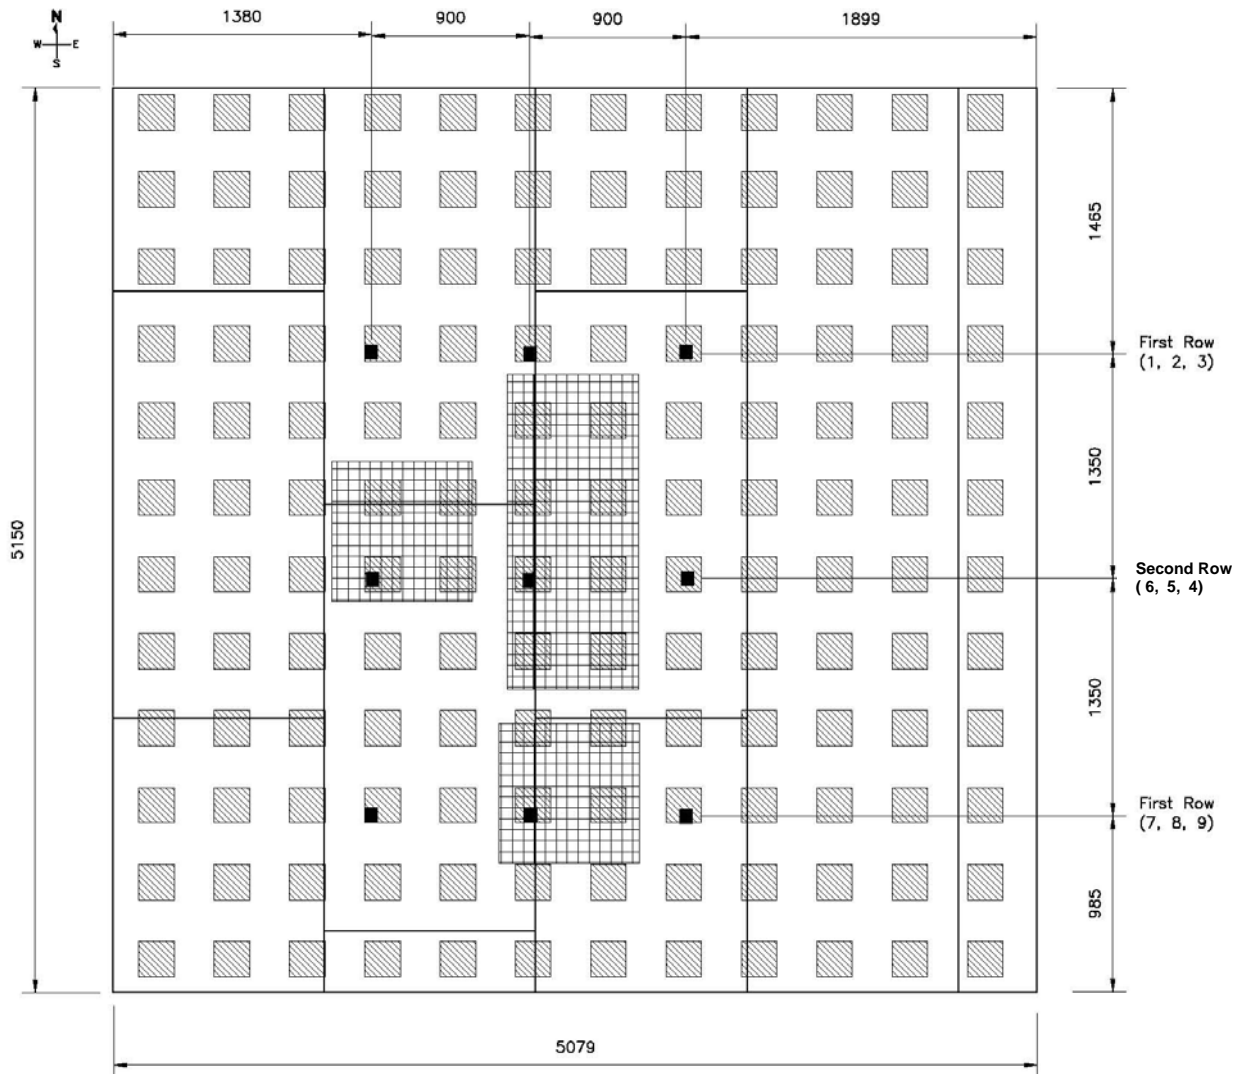 1380
900
900
1899
N
W
E
S
1465
First Row
(1, 2, 3)
1350
5150
Second Row
( 6, 5, 4)
1350
First Row
(7, 8, 9)
985
5079